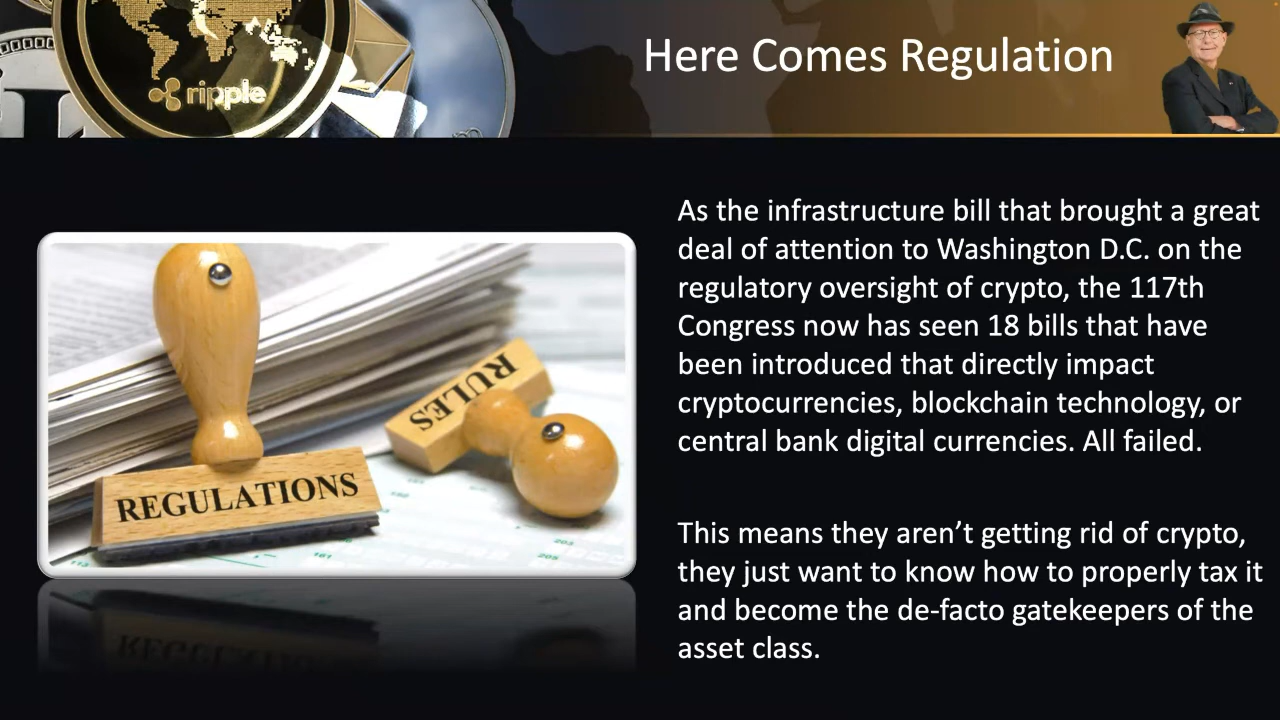 ripple
Here Comes Regulation
As the infrastructure bill that brought a great
deal of attention to Washington D.C. on the
regulatory oversight of crypto, the 117th
Congress now has seen 18 bills that have
been introduced that directly impact
cryptocurrencies, blockchain technology, or
central bank digital currencies. All failed.
This means they aren’t getting rid of crypto,
they just want to know how to properly tax it
and become the de-facto gatekeepers of the
asset class.
RULES
REGULATIONS